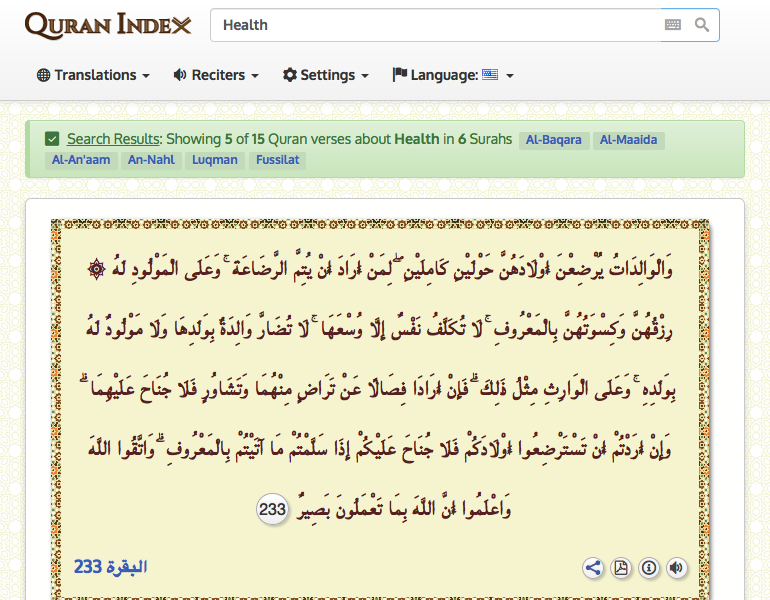 QURAN INDEX
Health
Translations
Reciters
Settings
Language:
Search Results: Showing 5 of 15 Quran verses about Health in 6 Surahs Al-Baqara Al-Maaida
Al-An'aam An-Nahl Luqman Fussilat
وَالْوَالِدَاتُ يُرْضِعْنَ أَوْلَادَهُنَّ حَوْلَيْنِ كَامِلَيْنِ ۖ لِمَنْ أَرَادَ أَنْ يُتِمَّ الرَّضَاعَةَ ۚ وَعَلَى الْمَوْلُودِ لَهُ ۞
رِزْقُهُنَّ وَكِسْوَتُهُنَّ بِالْمَعْرُوفِ ۚ لَا تُكَلَّفُ نَفْسٌ إِلَّا وُسْعَهَا ۚ لَا تُضَارَّ وَالِدَةٌ بِوَلَدِهَا وَلَا مَوْلُودٌ لَهُ
بِوَلَدِهِ ۚ وَعَلَى الْوَارِثِ مِثْلُ ذَٰلِكَ ۗ فَإِنْ أَرَادَا فِصَالًا عَنْ تَرَاضٍ مِنْهُمَا وَتَشَاوُرٍ فَلَا جُنَاحَ عَلَيْهِمَا ۗ
وَإِنْ أَرَدْتُمْ أَنْ تَسْتَرْضِعُوا أَوْلَادَكُمْ فَلَا جُنَاحَ عَلَيْكُمْ إِذَا سَلَّمْتُمْ مَا آتَيْتُمْ بِالْمَعْرُوفِ ۗ وَاتَّقُوا اللَّهَ
وَاعْلَمُوا أَنَّ اللَّهَ بِمَا تَعْمَلُونَ بَصِيرٌ 233
البقرة 233